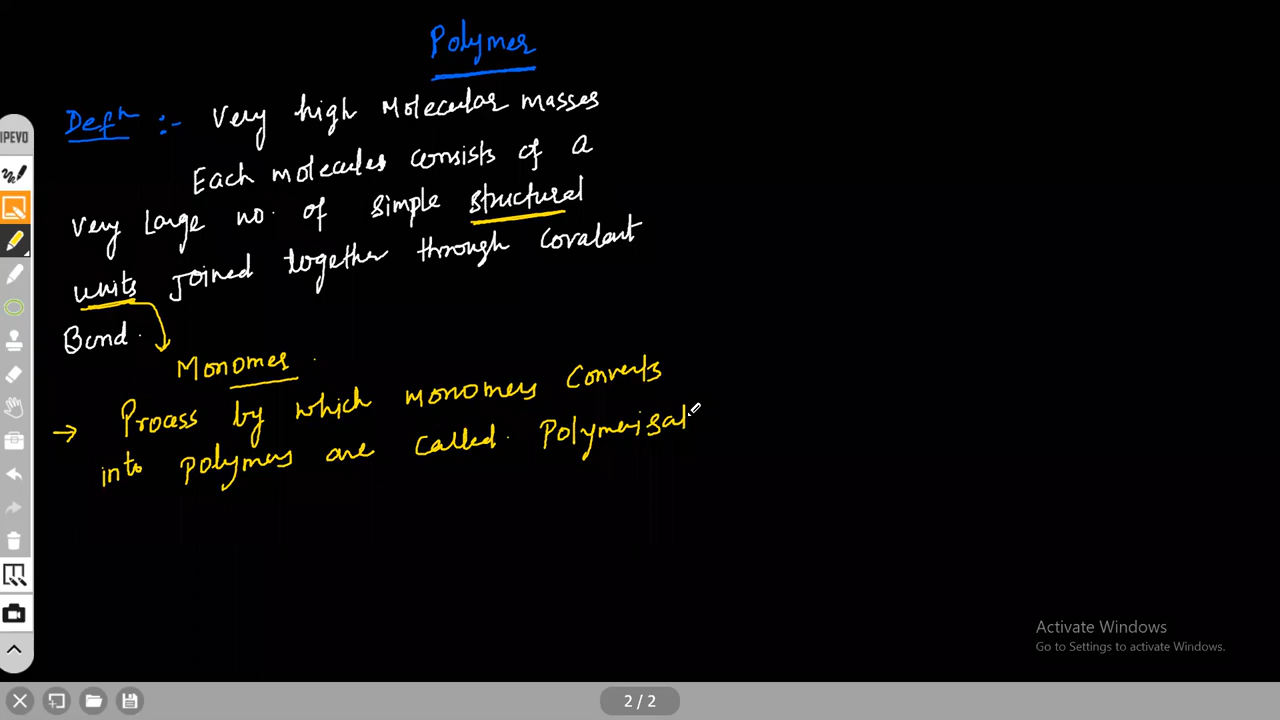 Polymer
Defn :- Very high Molecular masses
Each molecules consists of a
Very Large no. of simple structural
units joined together through Covalent
Bond.
Monomer.
→ Process by which monomers Converts
into polymers are called. Polymerisat
IPEVO
Activate Windows
Go to Settings to activate Windows.
2 / 2